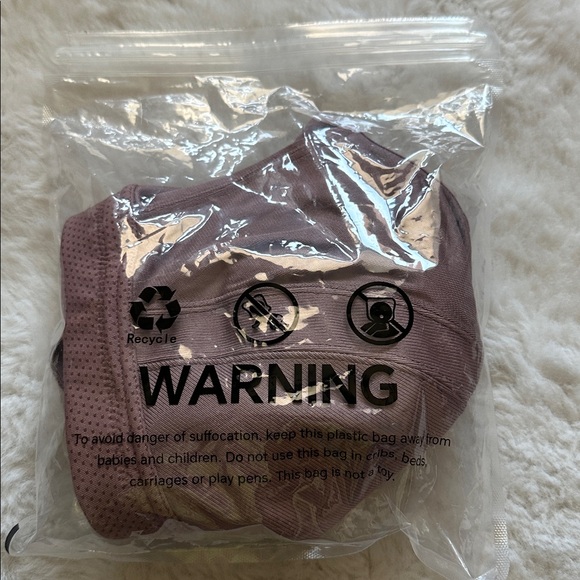 Recycle
WARNING
To avoid danger of suffocation, keep this plastic bag away from
babies and children. Do not use this bag in cribs, beds,
carriages or play pens. This bag is not a toy.